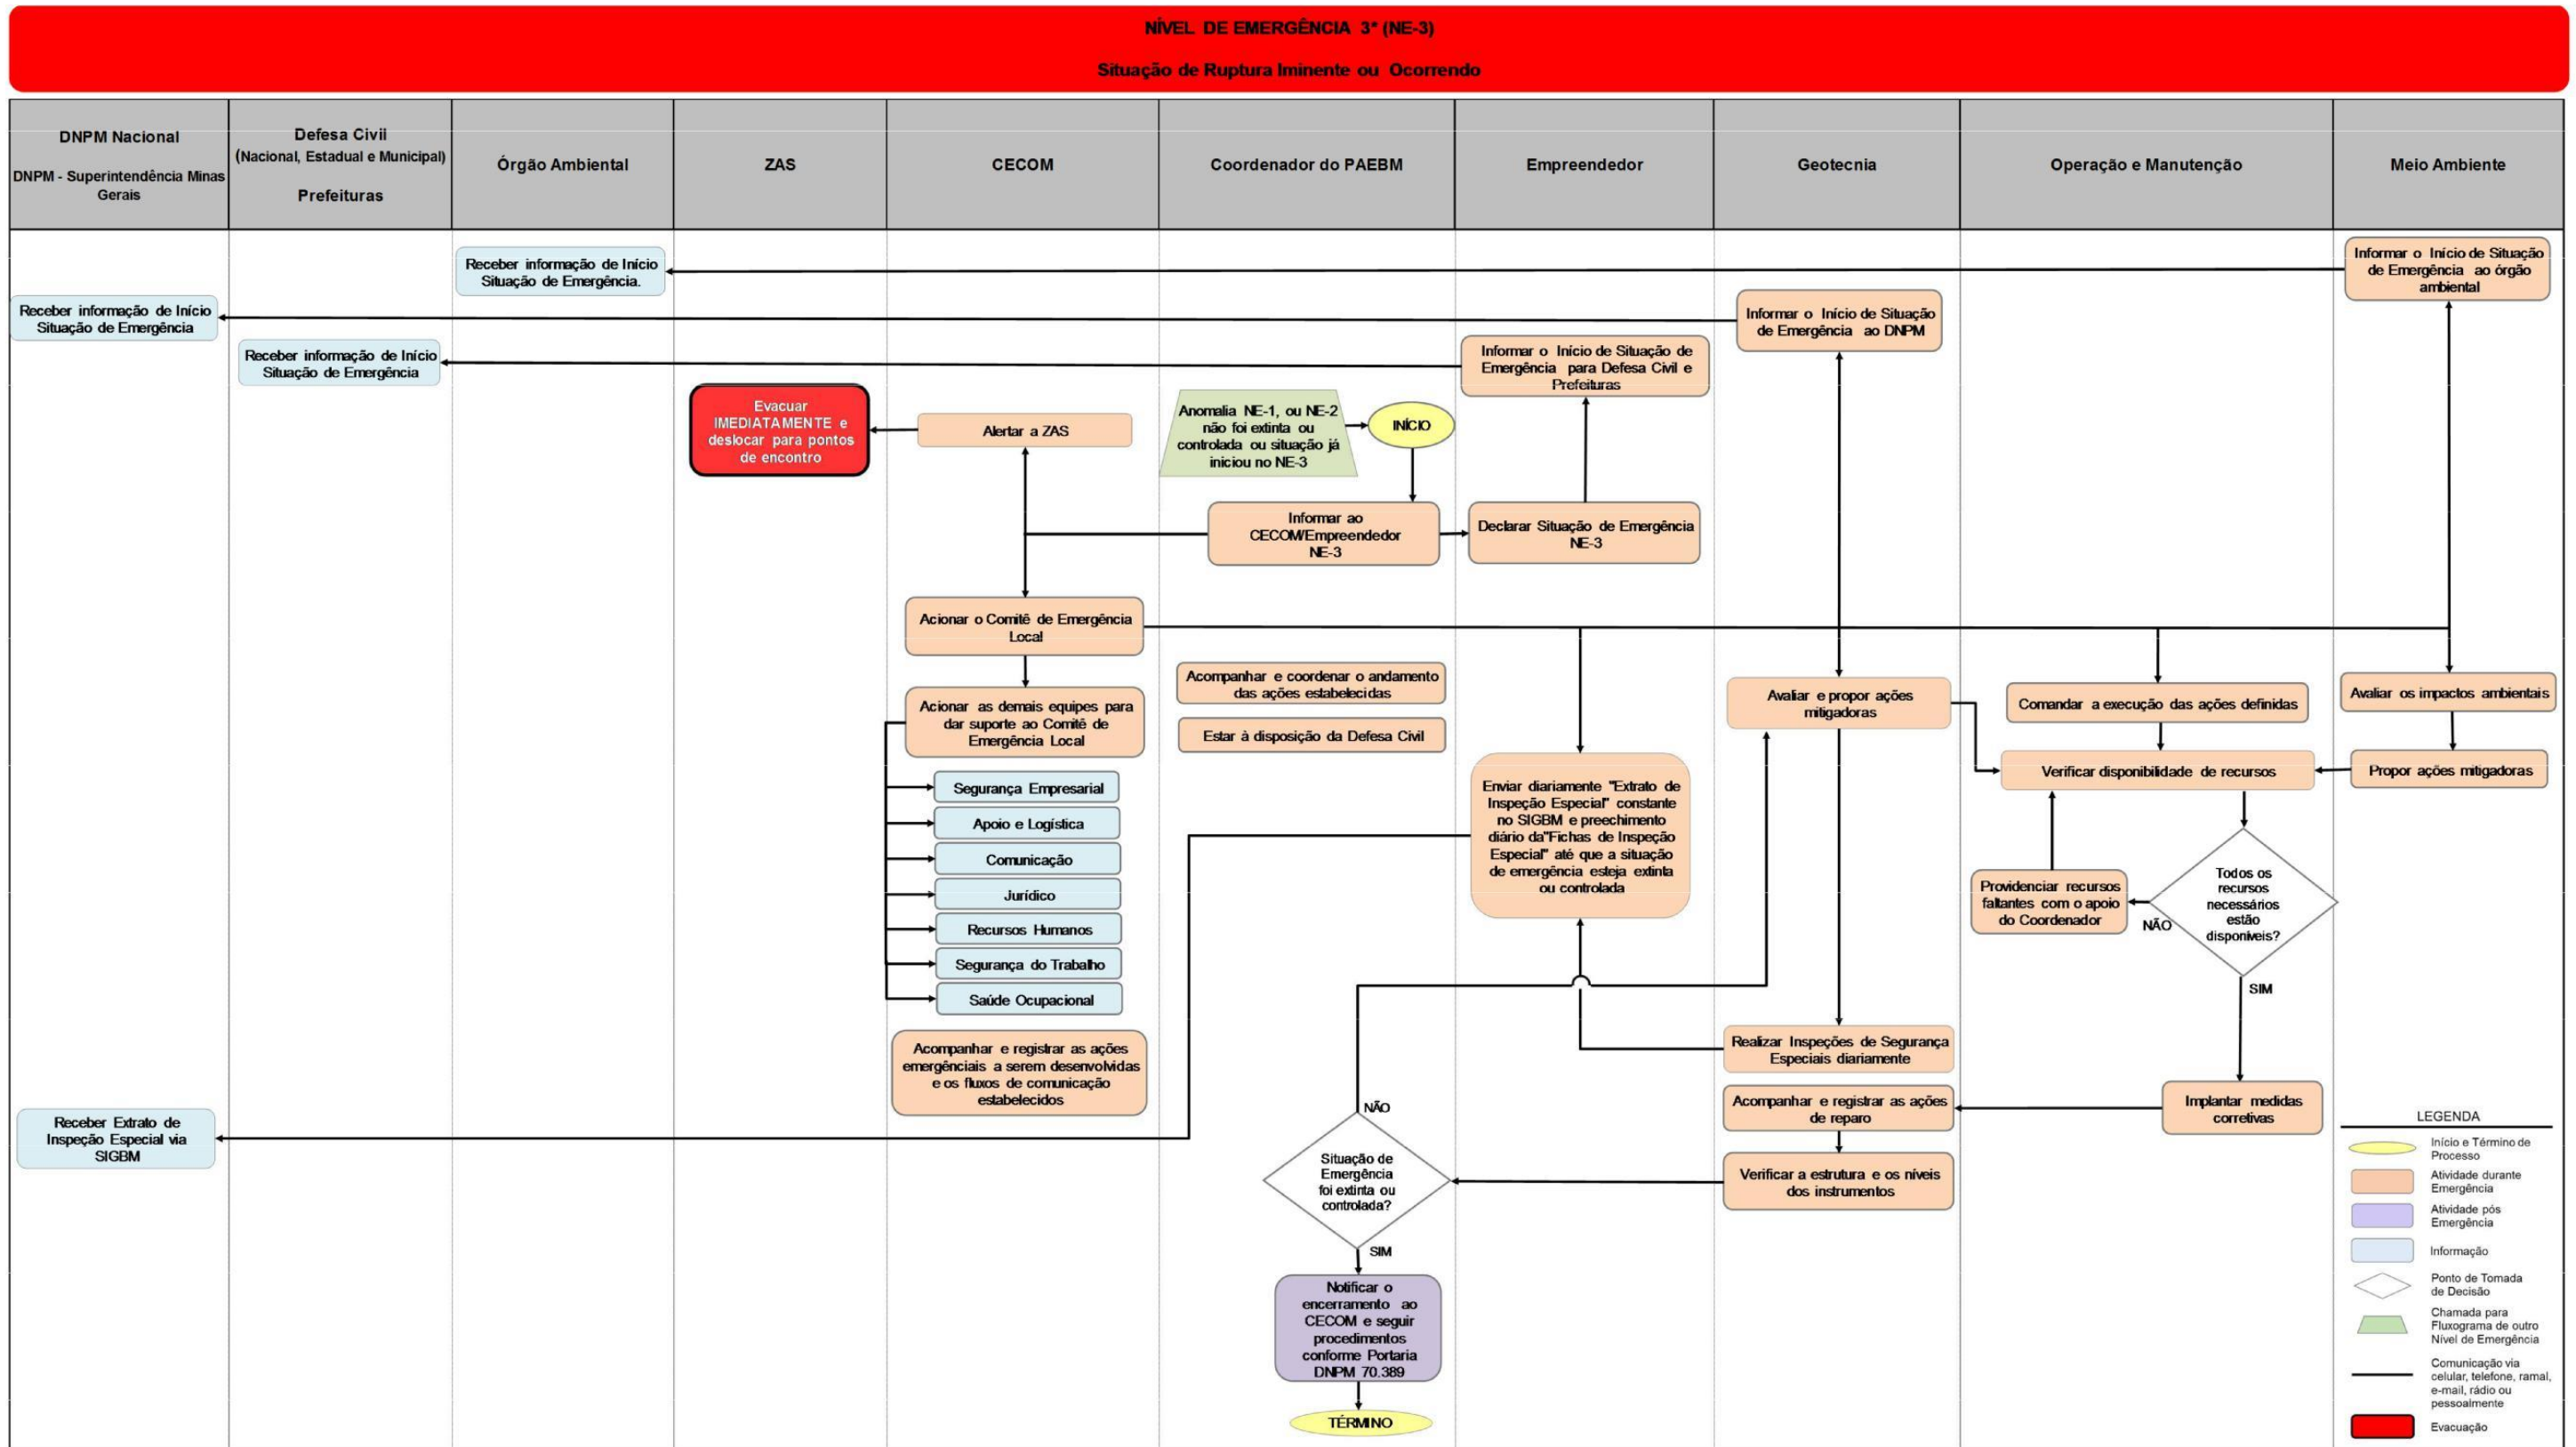 NÍVEL DE EMERGÊNCIA 3* (NE-3)
Situação de Ruptura Iminente ou Ocorrendo
DNPM Nacional
DNPM - Superintendência Minas
Gerais
Defesa Civil
(Nacional, Estadual e Municipal)
Prefeituras
Órgão Ambiental
ZAS
CECOM
Coordenador do PAEBM
Empreendedor
Geotecnia
Operação e Manutenção
Meio Ambiente
Receber informação de Início
Situação de Emergência.
Informar o Início de Situação
de Emergência ao órgão
ambiental
Receber informação de Início
Situação de Emergência
Informar o Início de Situação
de Emergência ao DNPM
Receber informação de Início
Situação de Emergência
Informar o Início de Situação de
Emergência para Defesa Civil e
Prefeituras
Evacuar
IMEDIATAMENTE e
deslocar para pontos
de encontro
Alertar a ZAS
Anomalia NE-1, ou NE-2
não foi extinta ou
controlada ou situação já
iniciou no NE-3
INÍCIO
Informar ao
CECOM/Empreendedor
NE-3
Declarar Situação de Emergência
NE-3
Acionar o Comitê de Emergência
Local
Acionar as demais equipes para
dar suporte ao Comitê de
Emergência Local
Segurança Empresarial
Apoio e Logística
Comunicação
Jurídico
Recursos Humanos
Segurança do Trabalho
Saúde Ocupacional
Acompanhar e registrar as ações
emergênciais a serem desenvolvidas
e os fluxos de comunicação
estabelecidos
Acompanhar e coordenar o andamento
das ações estabelecidas
Estar à disposição da Defesa Civil
Enviar diariamente "Extrato de
Inspeção Especial" constante
no SIGBM e preechimento
diário da"Fichas de Inspeção
Especial" até que a situação
de emergência esteja extinta
ou controlada
Avaliar e propor ações
mitigadoras
Comandar a execução das ações definidas
Verificar disponibilidade de recursos
Avaliar os impactos ambientais
Propor ações mitigadoras
Todos os
recursos
necessários
estão
disponíveis?
NÃO
Providenciar recursos
faltantes com o apoio
do Coordenador
SIM
Implantar medidas
corretivas
Realizar Inspeções de Segurança
Especiais diariamente
Acompanhar e registrar as ações
de reparo
Verificar a estrutura e os níveis
dos instrumentos
Receber Extrato de
Inspeção Especial via
SIGBM
NÃO
Situação de
Emergência
foi extinta ou
controlada?
SIM
Notificar o
encerramento ao
CECOM e seguir
procedimentos
conforme Portaria
DNPM 70.389
TÉRMINO
LEGENDA
Início e Término de
Processo
Atividade durante
Emergência
Atividade pós
Emergência
Informação
Ponto de Tomada
de Decisão
Chamada para
Fluxograma de outro
Nível de Emergência
Comunicação via
celular, telefone, ramal,
e-mail, rádio ou
pessoalmente
Evacuação